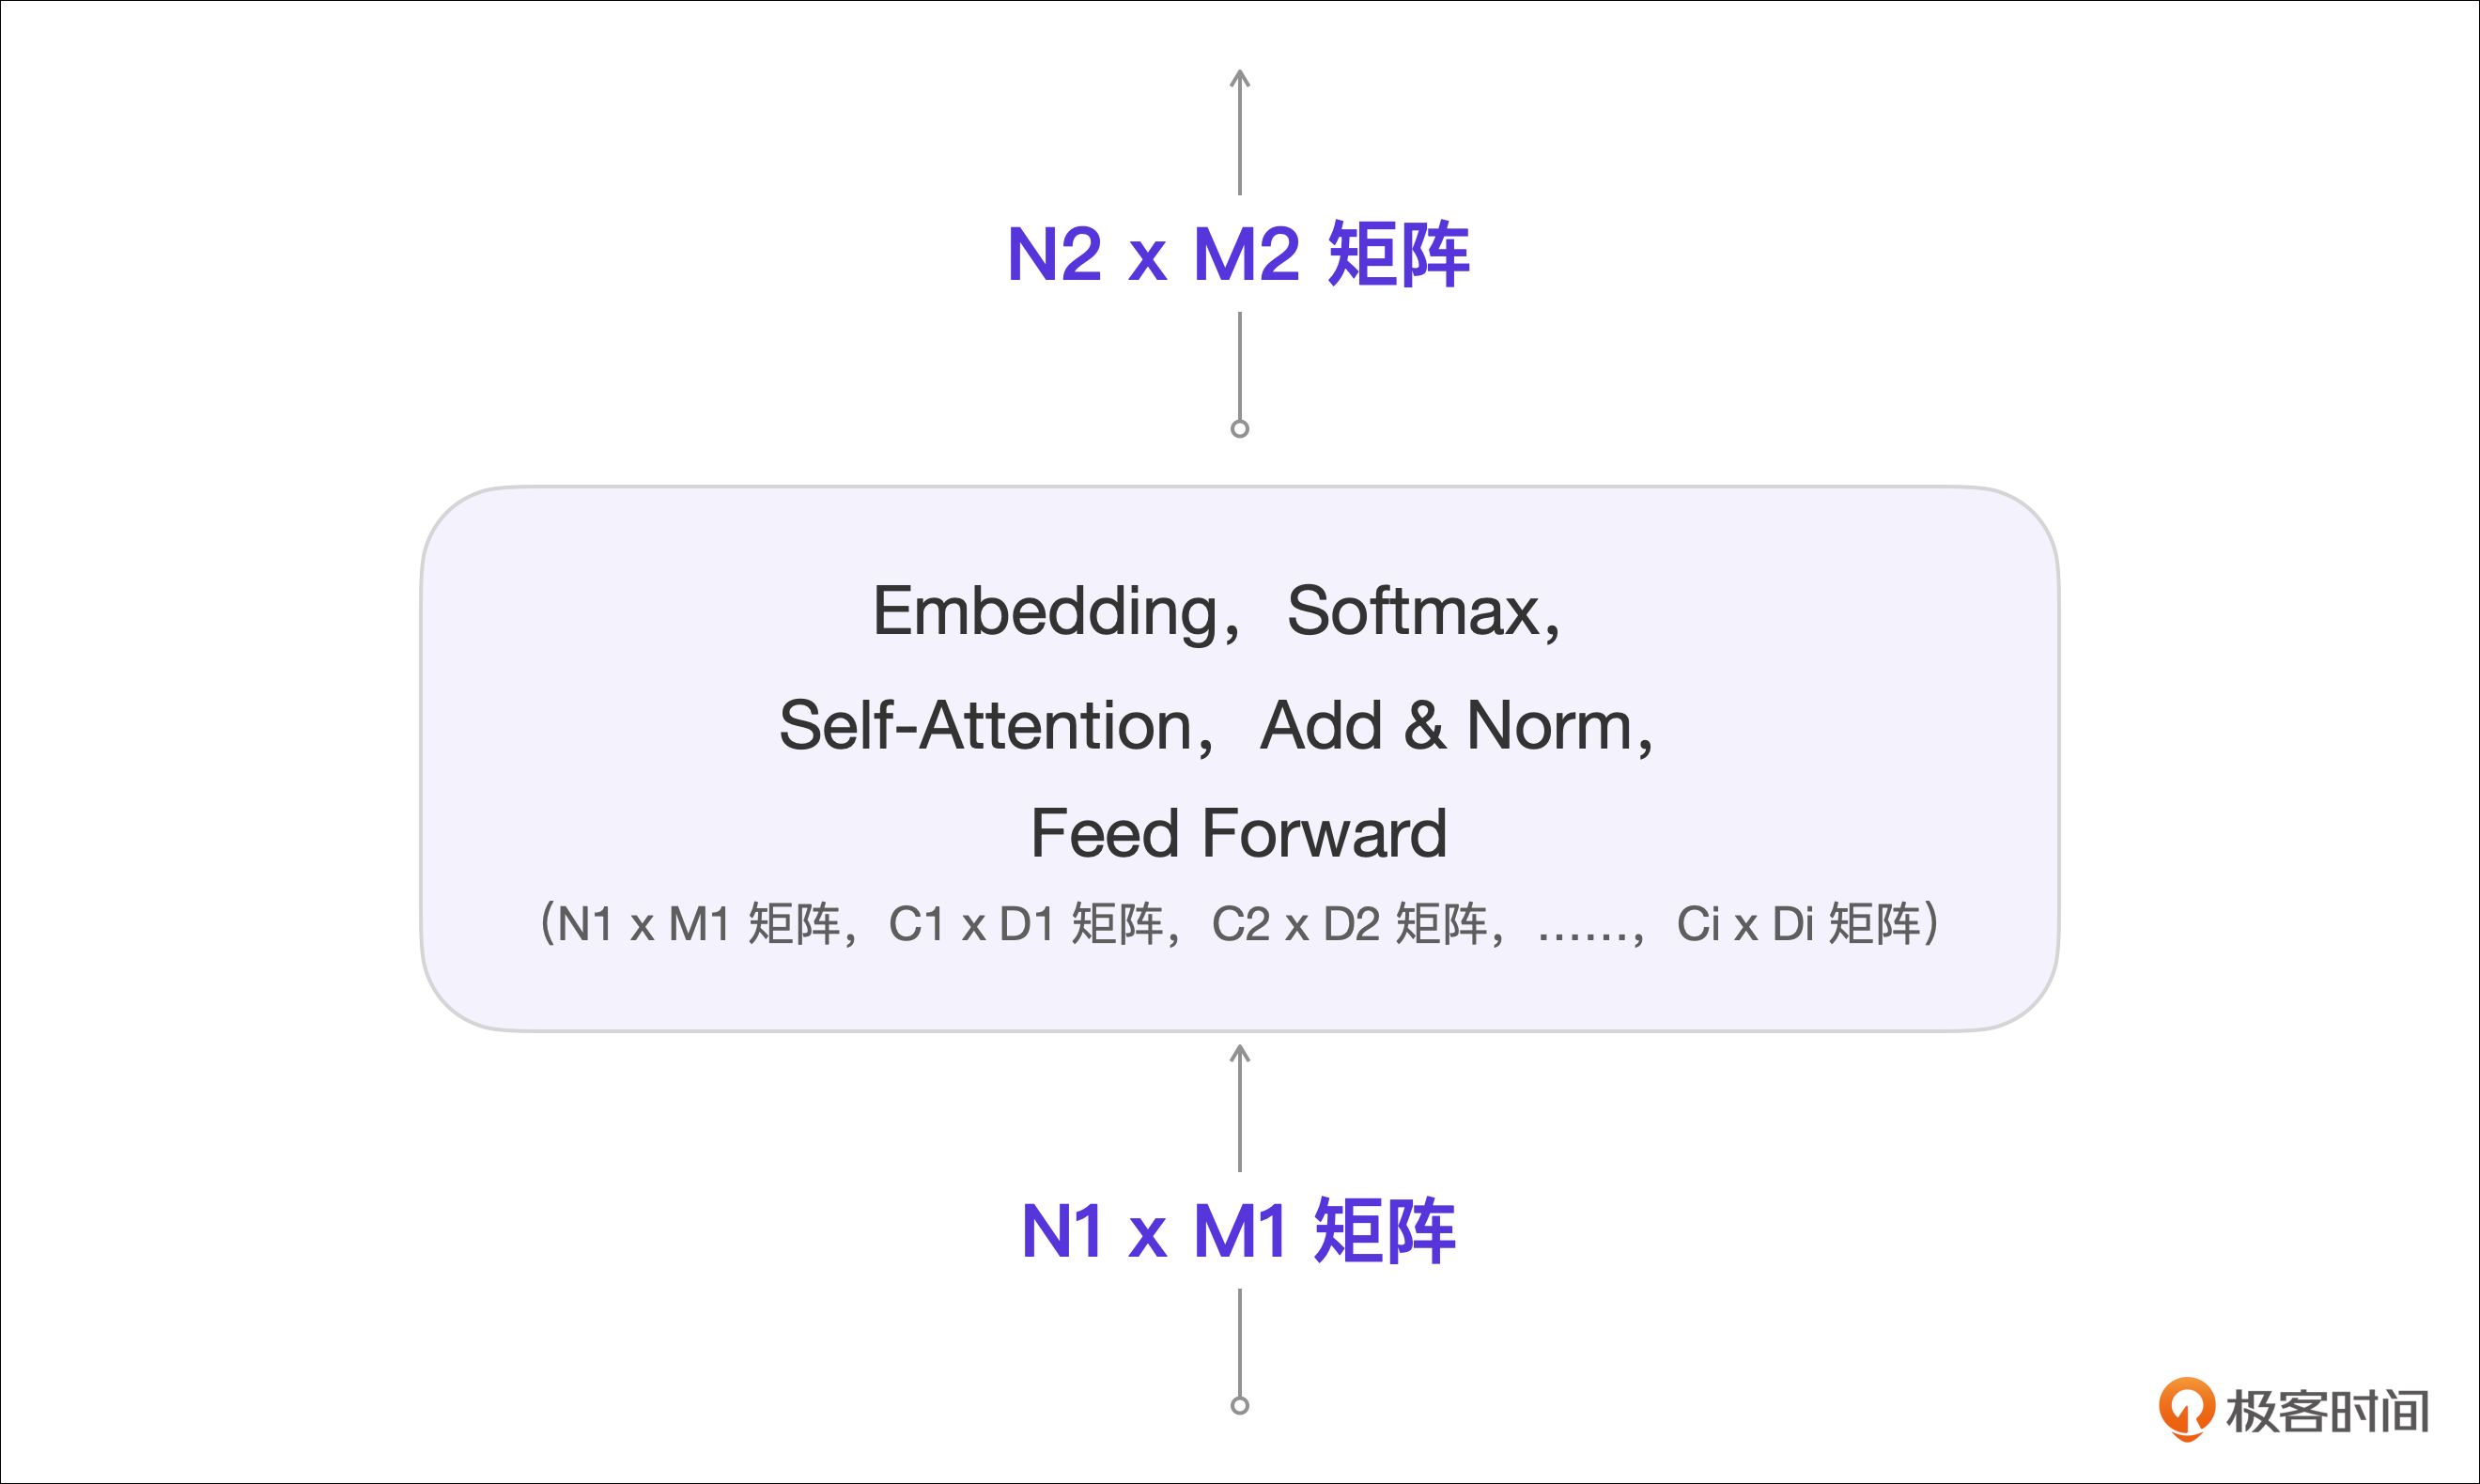 N2 x M2 矩阵
Embedding，Softmax,
Self-Attention，Add & Norm，
Feed Forward
(N1 x M1 矩阵，C1 x D1 矩阵，C2 x D2 矩阵，……，Ci x Di 矩阵)
N1 x M1 矩阵
极客时间